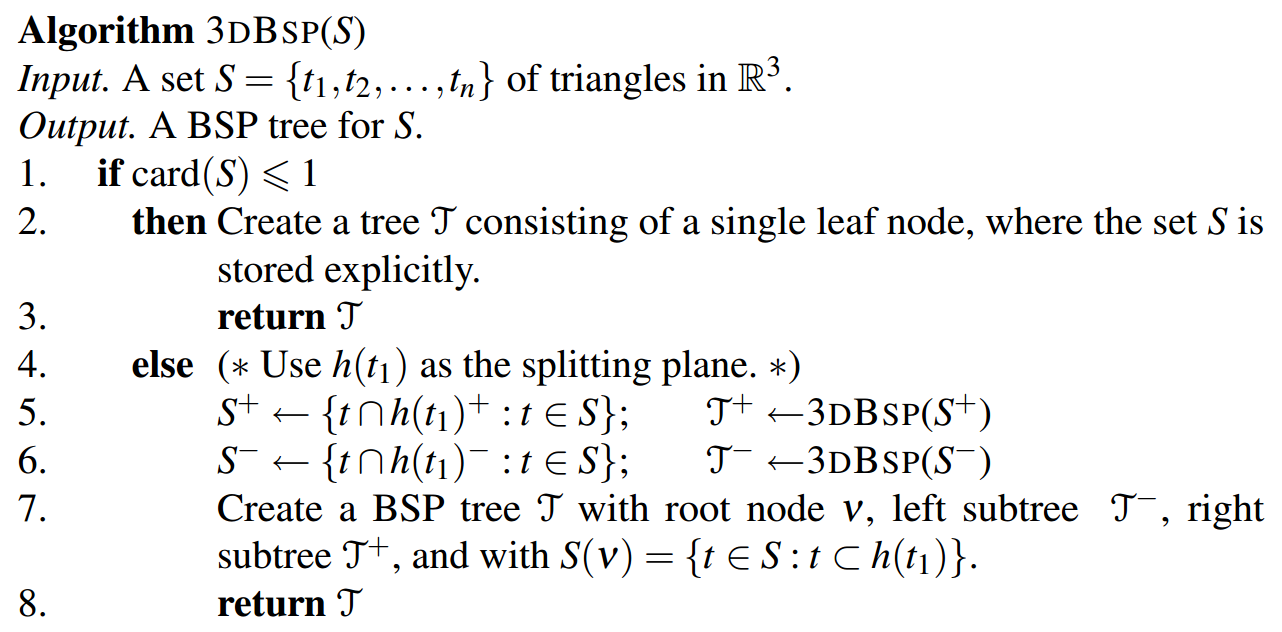 Algorithm 3DBSP(S)
Input. A set S = {t₁,t₂,…,tₙ} of triangles in ℝ³.
Output. A BSP tree for S.
1. if card(S) ⩽ 1
2. then Create a tree 𝒯 consisting of a single leaf node, where the set S is
stored explicitly.
3. return 𝒯
4. else (∗ Use h(t₁) as the splitting plane. ∗)
5. S⁺ ← {t ∩ h(t₁)⁺ : t ∈ S}; 𝒯⁺ ←3DBSP(S⁺)
6. S⁻ ← {t ∩ h(t₁)⁻ : t ∈ S}; 𝒯⁻ ←3DBSP(S⁻)
7. Create a BSP tree 𝒯 with root node ν, left subtree 𝒯⁻, right
subtree 𝒯⁺, and with S(ν) = {t ∈ S : t ⊂ h(t₁)}.
8. return 𝒯